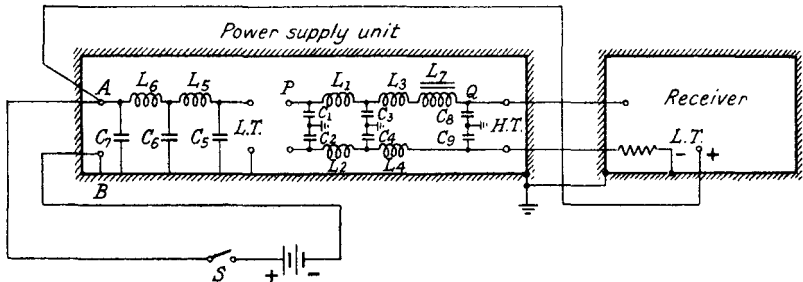 Power supply unit
A L6 L5 P L1 L3 L7 Q
C7 C6 C5 L.T. C1 C3 C8 H.T.
C2 C4 C9
B L2 L4
Receiver
L.T.
- +
S + -